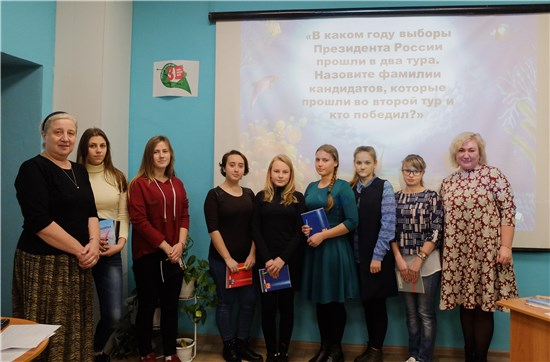 «В каком году выборы
Президента России
прошли в два тура.
Назовите фамилии
кандидатов, которые
прошли во второй тур и
кто победил?»